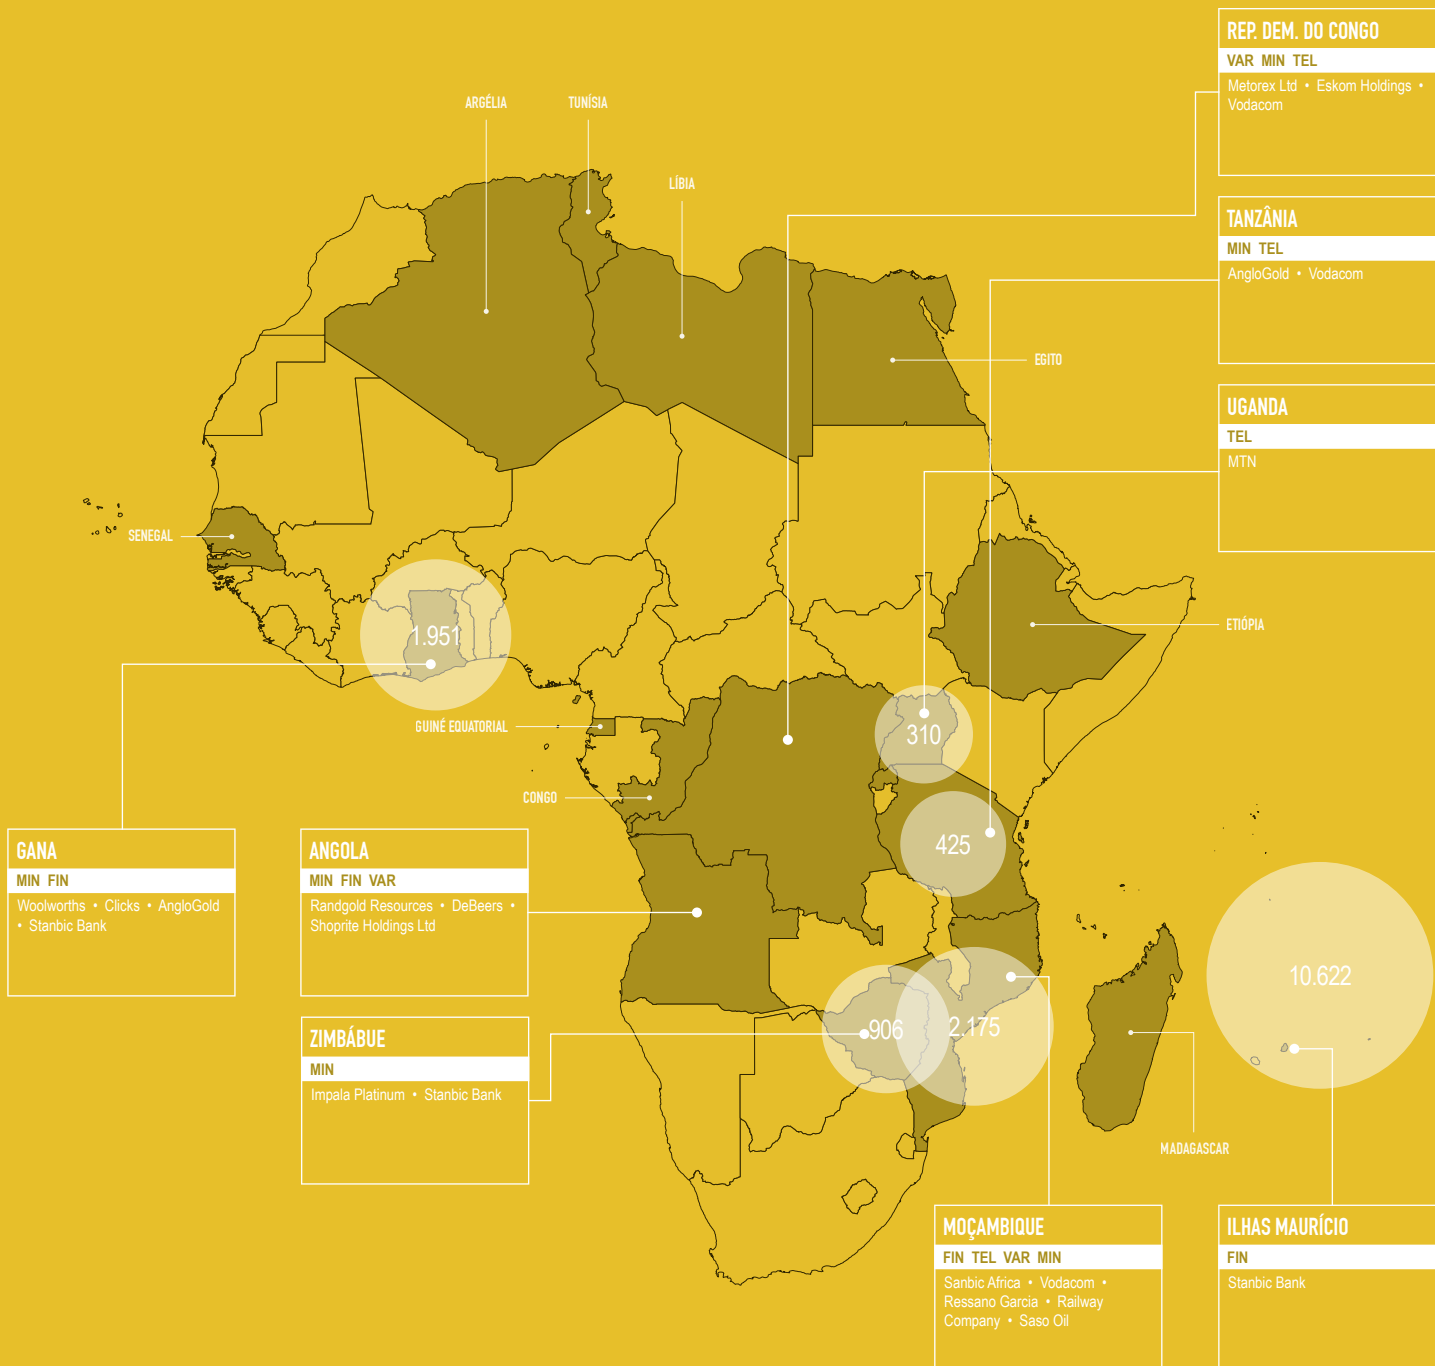 REP. DEM. DO CONGO
VAR MIN TEL
Metorex Ltd • Eskom Holdings •
Vodacom
ARGÉLIA
TUNÍSIA
LÍBIA
TANZÂNIA
MIN TEL
AngloGold • Vodacom
EGITO
UGANDA
TEL
MTN
SENEGAL
1.951
ETIÓPIA
GUINÉ EQUATORIAL
310
CONGO
425
GANA
MIN FIN
Woolworths • Clicks • AngloGold
• Stanbic Bank
ANGOLA
MIN FIN VAR
Randgold Resources • DeBeers •
Shoprite Holdings Ltd
10.622
906
2.175
ZIMBÁBUE
MIN
Impala Platinum • Stanbic Bank
MADAGASCAR
MOÇAMBIQUE
FIN TEL VAR MIN
Sanbic Africa • Vodacom •
Ressano Garcia • Railway
Company • Saso Oil
ILHAS MAURÍCIO
FIN
Stanbic Bank